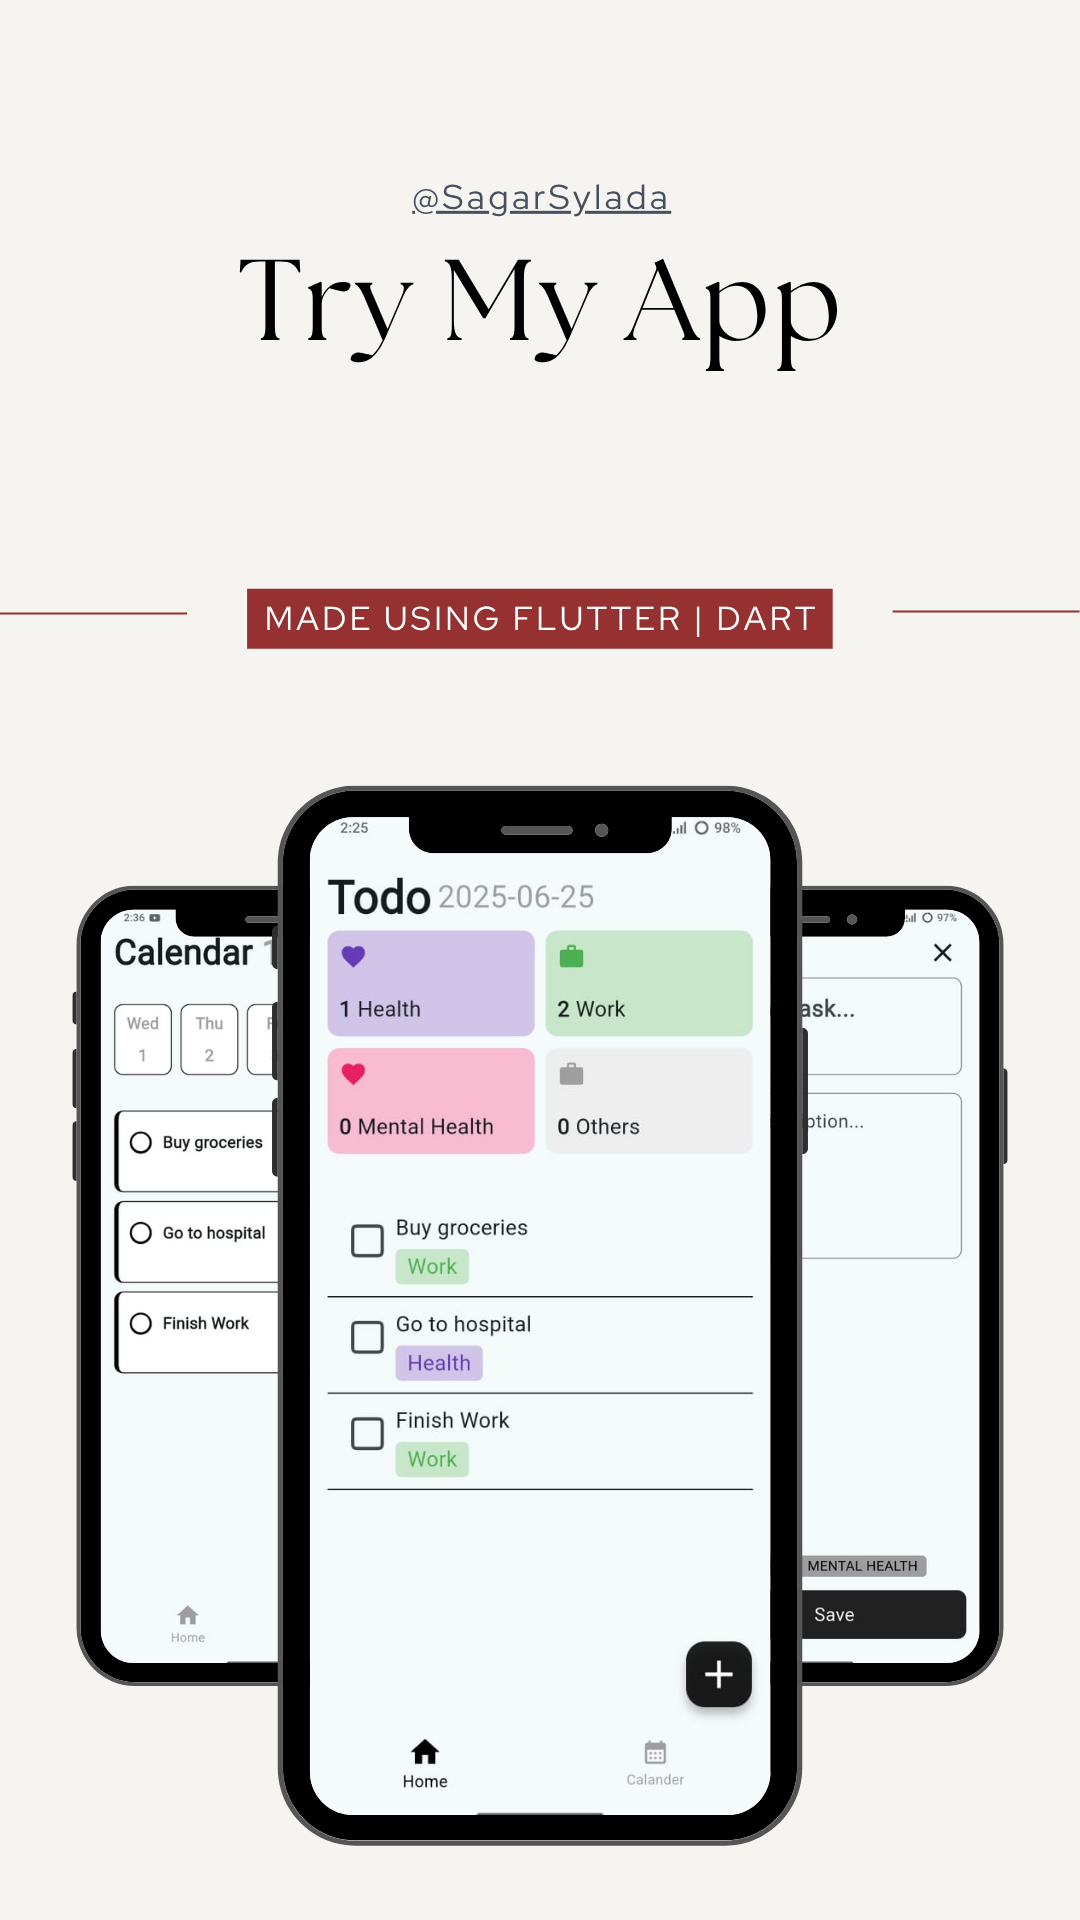 @SagarSylada
Try My App
MADE USING FLUTTER | DART
2:36
Calendar
Wed
1
Thu
2
Buy groceries
Go to hospital
Finish Work
Home
2:25
98%
Todo 2025-06-25
1 Health
2 Work
0 Mental Health
0 Others
Buy groceries
Work
Go to hospital
Health
Finish Work
Work
Home
Calander
97%
ask...
ption...
MENTAL HEALTH
Save